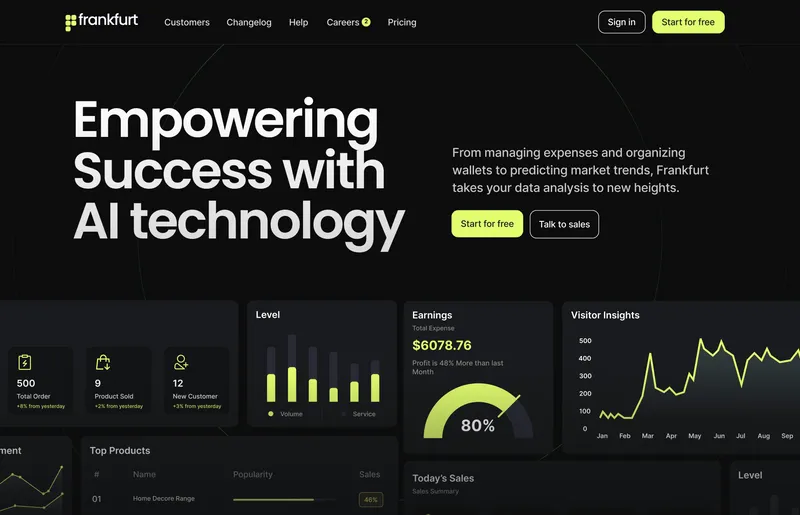 frankfurt
Customers
Changelog
Help
Careers 2
Pricing
Sign in
Start for free
Empowering
Success with
AI technology
From managing expenses and organizing
wallets to predicting market trends, Frankfurt
takes your data analysis to new heights.
Start for free
Talk to sales
500
Total Order
+8% from yesterday
9
Product Sold
+2% from yesterday
12
New Customer
+3% from yesterday
Level
Volume
Service
Earnings
Total Expense
$6078.76
Profit is 48% More than last
Month
80%
Visitor Insights
500
400
300
200
100
0
Jan
Feb
Mar
Apr
May
Jun
Jul
Aug
Sep
ment
Top Products
#
Name
Popularity
Sales
01
Home Decore Range
46%
Today's Sales
Sales Summary
Level